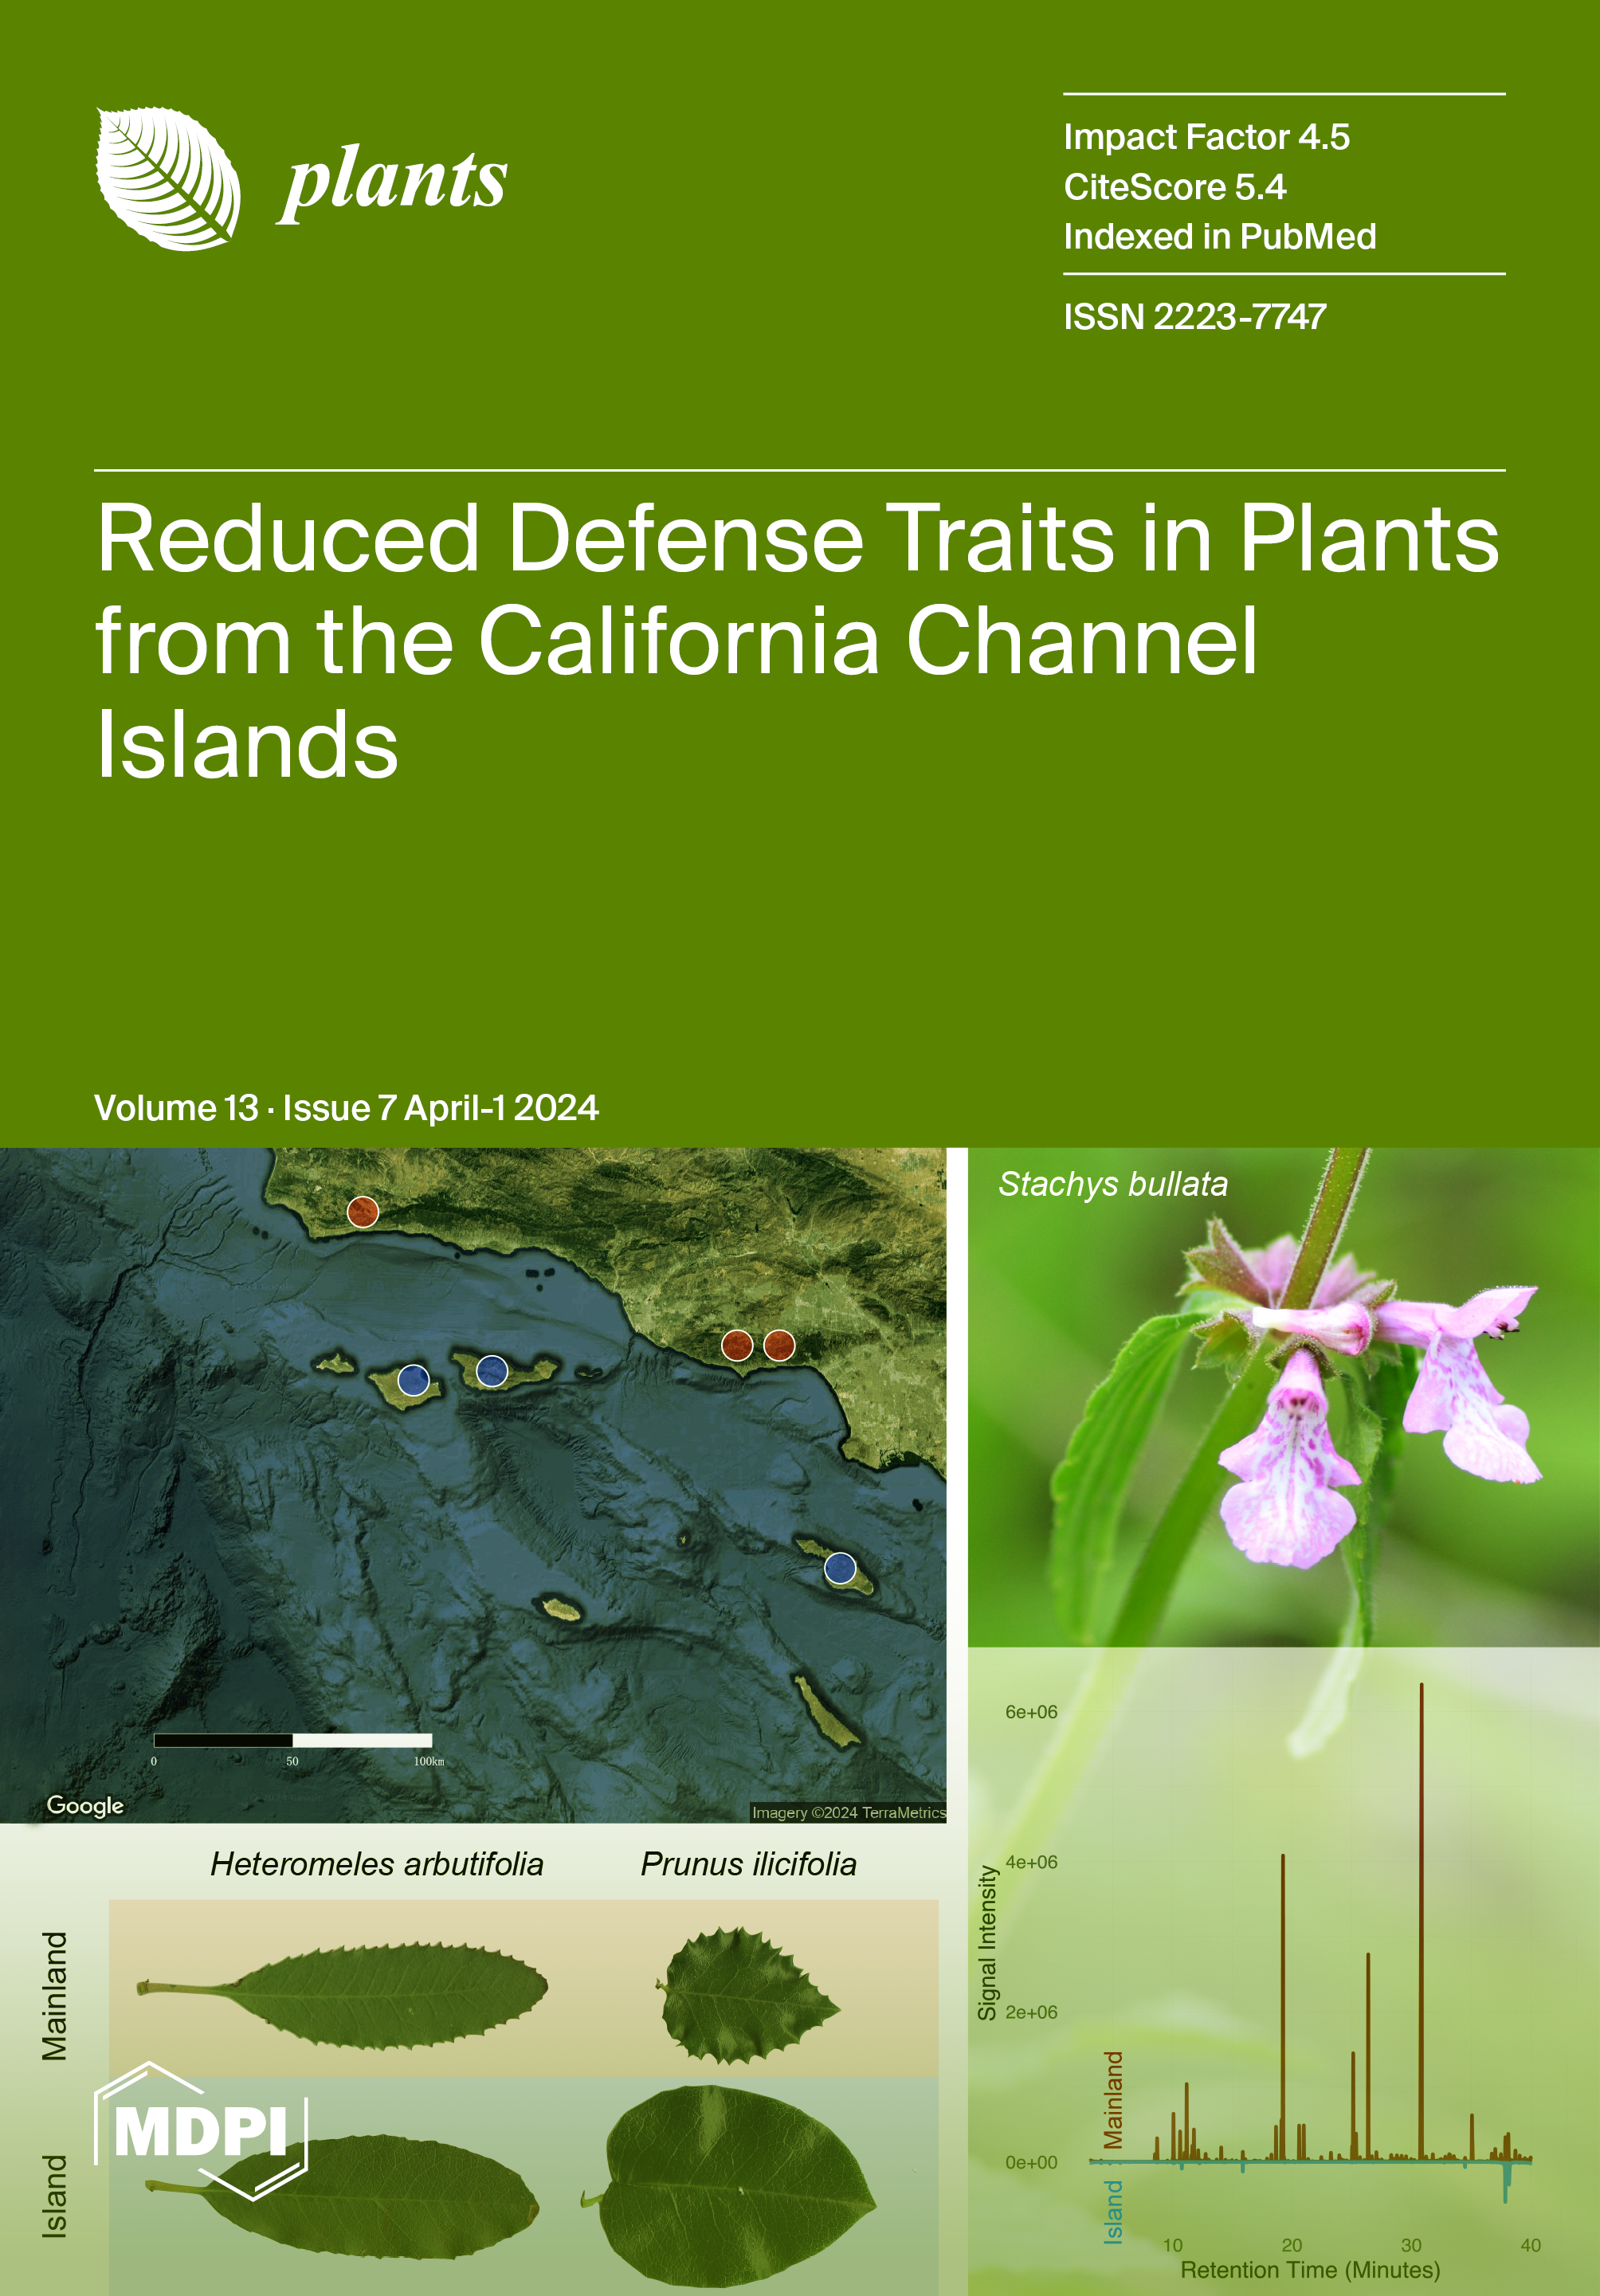 plants
Impact Factor 4.5
CiteScore 5.4
Indexed in PubMed
ISSN 2223-7747
Reduced Defense Traits in Plants
from the California Channel
Islands
Volume 13 · Issue 7 April-1 2024
0 50 100km
Google
Imagery ©2024 TerraMetrics
Stachys bullata
Heteromeles arbutifolia
Prunus ilicifolia
Mainland
Island
MDPI
6e+06
4e+06
2e+06
0e+00
Signal Intensity
Mainland
Island
10 20 30 40
Retention Time (Minutes)